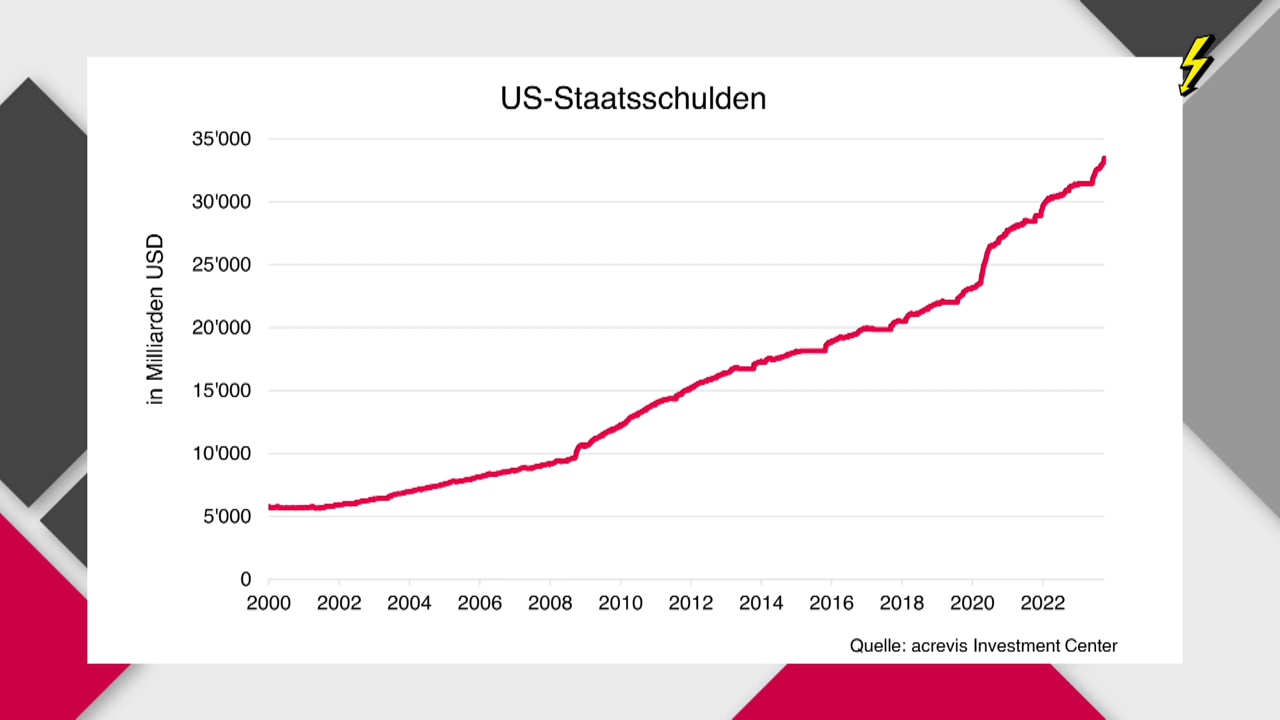 US-Staatsschulden
in Milliarden USD
35'000
30'000
25'000
20'000
15'000
10'000
5'000
0
2000 2002 2004 2006 2008 2010 2012 2014 2016 2018 2020 2022
Quelle: acrevis Investment Center